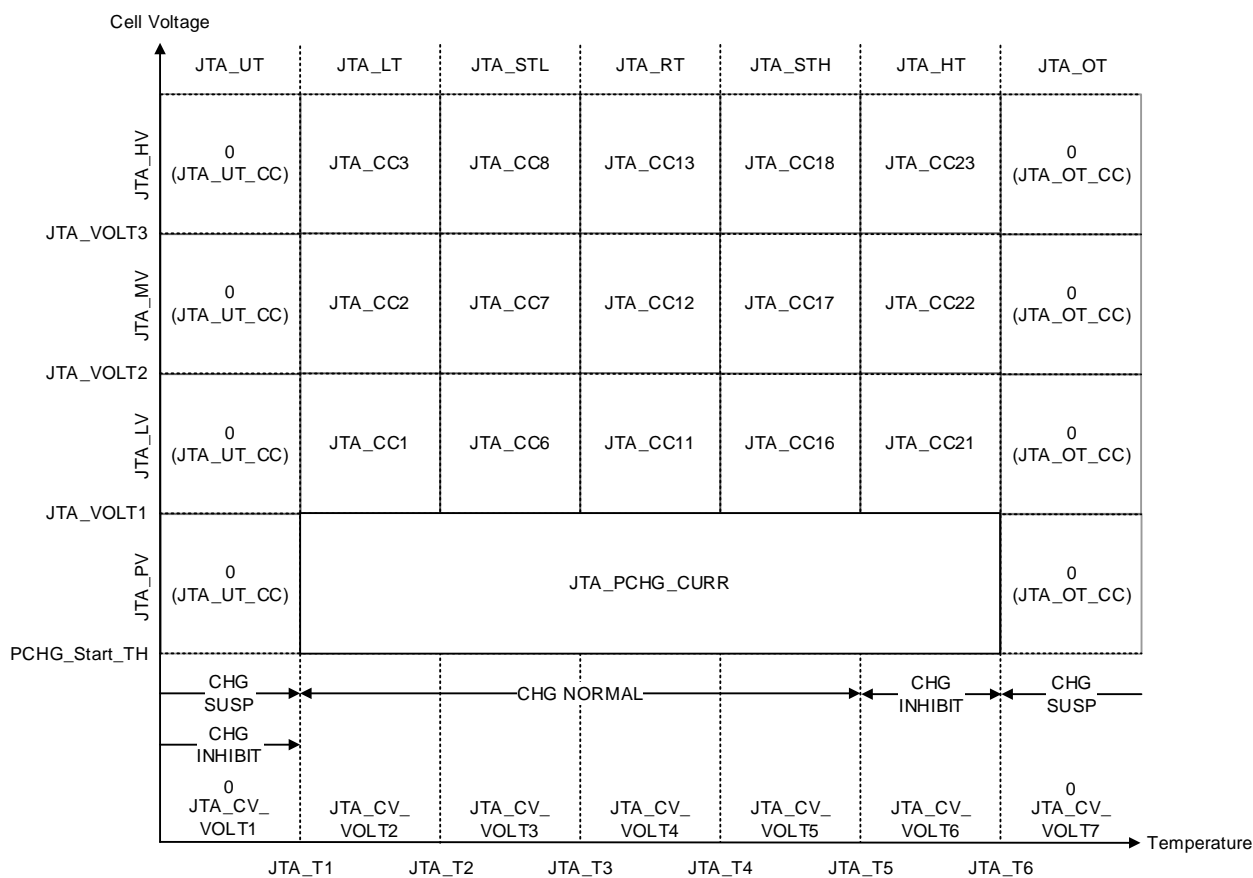 Cell Voltage
JTA_UT JTA_LT JTA_STL JTA_RT JTA_STH JTA_HT JTA_OT
JTA_HV
0
(JTA_UT_CC)
JTA_CC3 JTA_CC8 JTA_CC13 JTA_CC18 JTA_CC23
0
(JTA_OT_CC)
JTA_VOLT3
JTA_MV
0
(JTA_UT_CC)
JTA_CC2 JTA_CC7 JTA_CC12 JTA_CC17 JTA_CC22
0
(JTA_OT_CC)
JTA_VOLT2
JTA_LV
0
(JTA_UT_CC)
JTA_CC1 JTA_CC6 JTA_CC11 JTA_CC16 JTA_CC21
0
(JTA_OT_CC)
JTA_VOLT1
JTA_PV
0
(JTA_UT_CC)
JTA_PCHG_CURR
0
(JTA_OT_CC)
PCHG_Start_TH
CHG
SUSP
CHG NORMAL
CHG
INHIBIT
CHG
SUSP
CHG
INHIBIT
0
JTA_CV_
VOLT1
JTA_CV_
VOLT2
JTA_CV_
VOLT3
JTA_CV_
VOLT4
JTA_CV_
VOLT5
JTA_CV_
VOLT6
0
JTA_CV_
VOLT7
Temperature
JTA_T1 JTA_T2 JTA_T3 JTA_T4 JTA_T5 JTA_T6